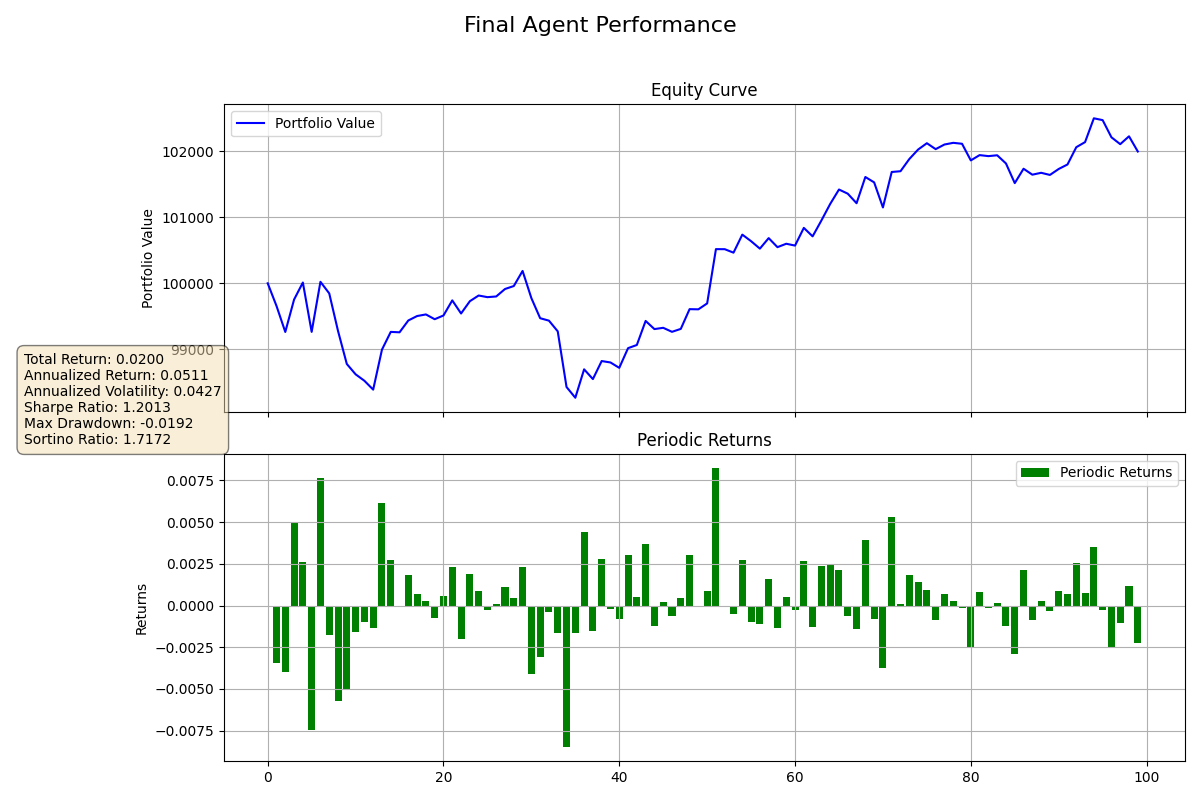 Final Agent Performance
Equity Curve
Portfolio Value
102000
101000
100000
99000
Portfolio Value
Total Return: 0.0200
Annualized Return: 0.0511
Annualized Volatility: 0.0427
Sharpe Ratio: 1.2013
Max Drawdown: -0.0192
Sortino Ratio: 1.7172
Periodic Returns
Periodic Returns
0.0075
0.0050
0.0025
0.0000
−0.0025
−0.0050
−0.0075
Returns
0 20 40 60 80 100